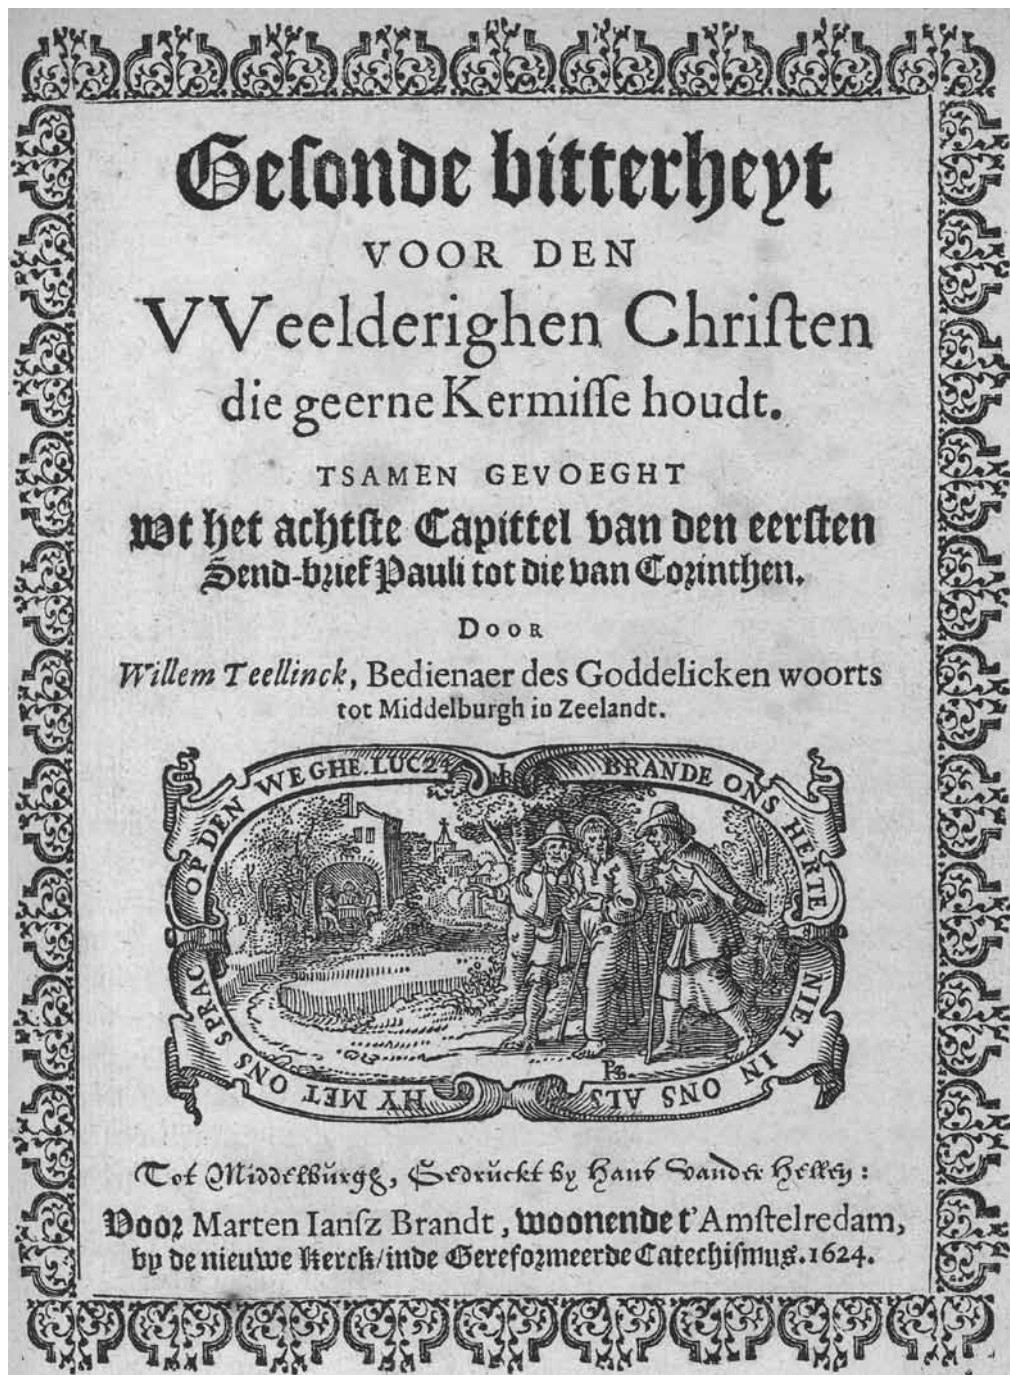 Gesonde bitterheyt
VOOR DEN
VVeelderighen Christen
die geerne Kermisse houdt.
TSAMEN GEVOEGHT
Wt het achtste Capittel van den eersten
Send-brief Pauli tot die van Corinthen.
DOOR
Willem Teellinck, Bedienaer des Goddelicken woorts
tot Middelburgh in Zeelandt.
BRANDE ONS HERTE
NIET IN ONS ALS
HY MET ONS SPRAC
OP DEN WEGHE. LUC 24
Tot Middelburgh, Gedruckt by Hans vander Hellen:
Voor Marten Iansz Brandt, woonende t'Amstelredam,
by de nieuwe Kerck/inde Gereformeerde Catechismus. 1624.